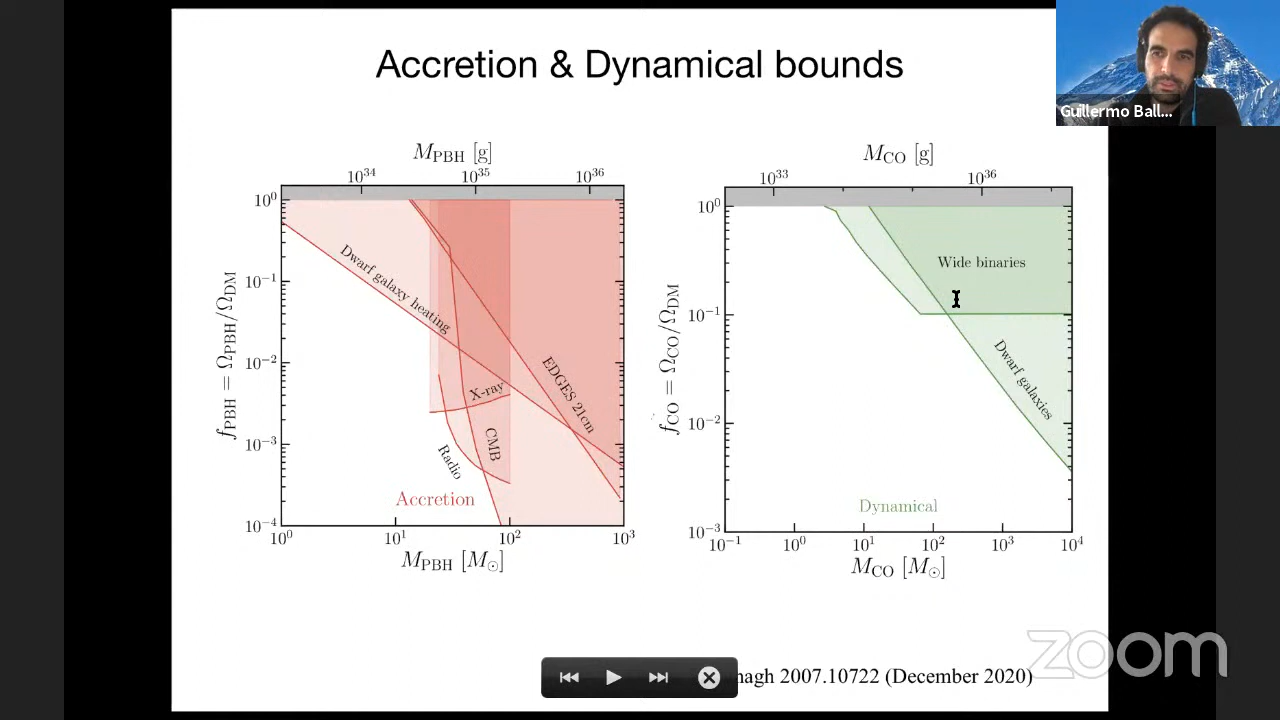 Accretion & Dynamical bounds
Guillermo Ball...
M_PBH [g]
10^34 10^35 10^36
f_PBH = Ω_PBH/Ω_DM
10^0
10^-1
10^-2
10^-3
10^-4
Dwarf galaxy heating
EDGES 21cm
X-ray
CMB
Radio
Accretion
10^0 10^1 10^2 10^3
M_PBH [M_⊙]
M_CO [g]
10^33 10^36
f_CO = Ω_CO/Ω_DM
10^0
10^-1
10^-2
10^-3
Wide binaries
Dwarf galaxies
Dynamical
10^-1 10^0 10^1 10^2 10^3 10^4
M_CO [M_⊙]
zoom
2007.10722 (December 2020)